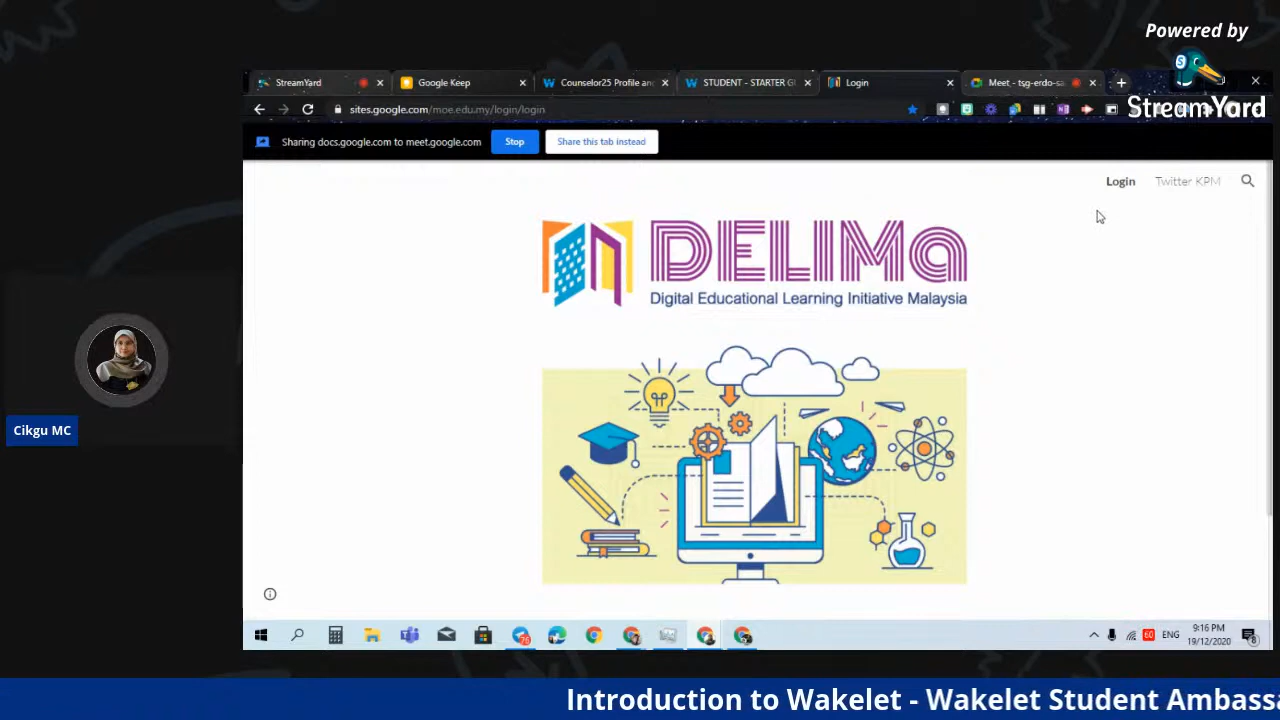 Powered by
StreamYard
StreamYard
Google Keep
Counselor25 Profile an
STUDENT - STARTER G
Login
Meet - tsg-erdo-sa
sites.google.com/moe.edu.my/login/login
Sharing docs.google.com to meet.google.com
Stop
Share this tab instead
Login
Twitter KPM
DELIMa
Digital Educational Learning Initiative Malaysia
Cikgu MC
60
ENG
9:16 PM
19/12/2020
Introduction to Wakelet - Wakelet Student Ambassa